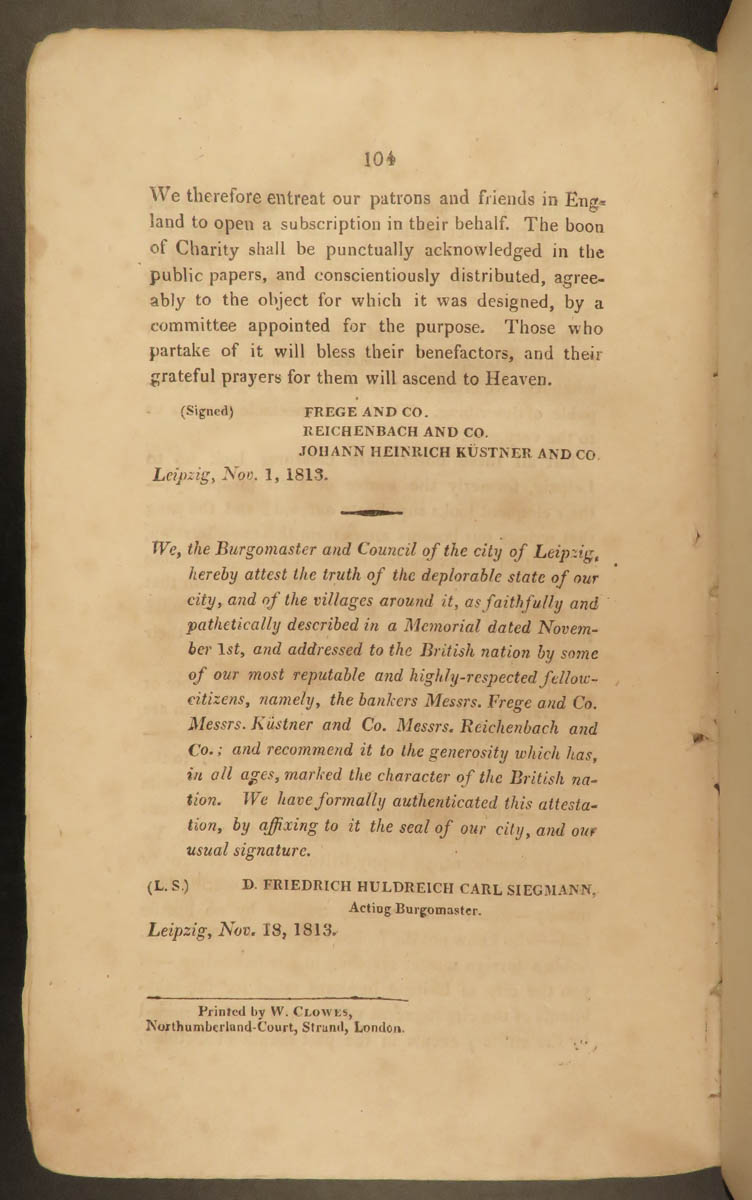 104
We therefore entreat our patrons and friends in Eng-
land to open a subscription in their behalf. The boon
of Charity shall be punctually acknowledged in the
public papers, and conscientiously distributed, agree-
ably to the object for which it was designed, by a
committee appointed for the purpose. Those who
partake of it will bless their benefactors, and their
grateful prayers for them will ascend to Heaven.
(Signed) FREGE AND CO.
REICHENBACH AND CO.
JOHANN HEINRICH KÜSTNER AND CO.
Leipzig, Nov. 1, 1813.
We, the Burgomaster and Council of the city of Leipzig,
hereby attest the truth of the deplorable state of our
city, and of the villages around it, as faithfully and
pathetically described in a Memorial dated Novem-
ber 1st, and addressed to the British nation by some
of our most reputable and highly-respected fellow-
citizens, namely, the bankers Messrs. Frege and Co.
Messrs. Küstner and Co. Messrs. Reichenbach and
Co.; and recommend it to the generosity which has,
in all ages, marked the character of the British na-
tion. We have formally authenticated this attesta-
tion, by affixing to it the seal of our city, and our
usual signature.
(L. S.) D. FRIEDRICH HULDREICH CARL SIEGMANN,
Acting Burgomaster.
Leipzig, Nov. 18, 1813.
Printed by W. CLOWES,
Northumberland-Court, Strand, London.